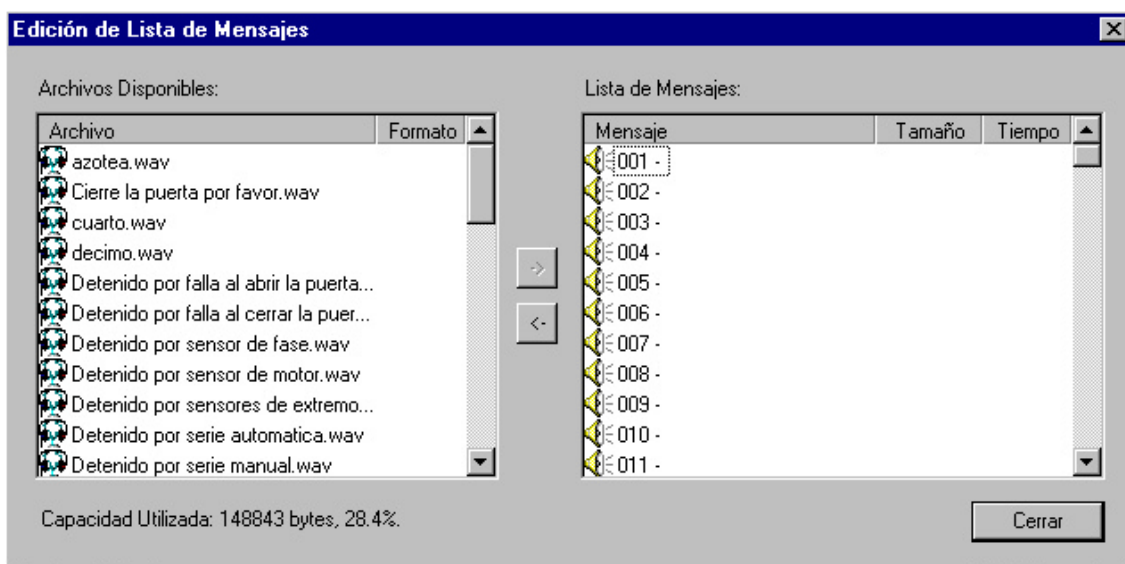 Edición de Lista de Mensajes
Archivos Disponibles:
Archivo Formato
azotea.wav
Cierre la puerta por favor.wav
cuarto.wav
decimo.wav
Detenido por falla al abrir la puerta...
Detenido por falla al cerrar la puer...
Detenido por sensor de fase.wav
Detenido por sensor de motor.wav
Detenido por sensores de extremo...
Detenido por serie automatica.wav
Detenido por serie manual.wav
->
<-
Lista de Mensajes:
Mensaje Tamaño Tiempo
001 -
002 -
003 -
004 -
005 -
006 -
007 -
008 -
009 -
010 -
011 -
Capacidad Utilizada: 148843 bytes, 28.4%.
Cerrar